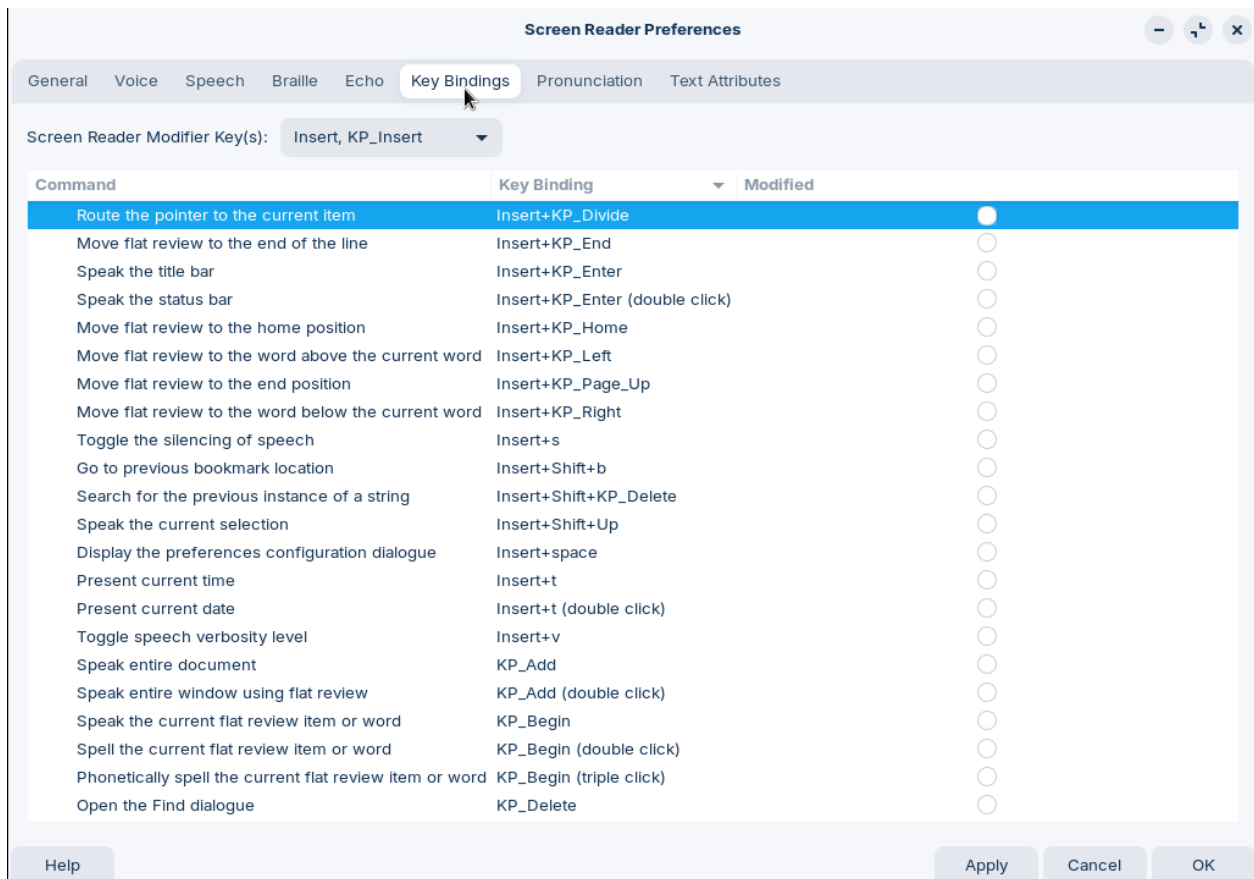 Screen Reader Preferences
General Voice Speech Braille Echo Key Bindings Pronunciation Text Attributes
Screen Reader Modifier Key(s): Insert, KP_Insert
Command Key Binding Modified
Route the pointer to the current item Insert+KP_Divide
Move flat review to the end of the line Insert+KP_End
Speak the title bar Insert+KP_Enter
Speak the status bar Insert+KP_Enter (double click)
Move flat review to the home position Insert+KP_Home
Move flat review to the word above the current word Insert+KP_Left
Move flat review to the end position Insert+KP_Page_Up
Move flat review to the word below the current word Insert+KP_Right
Toggle the silencing of speech Insert+s
Go to previous bookmark location Insert+Shift+b
Search for the previous instance of a string Insert+Shift+KP_Delete
Speak the current selection Insert+Shift+Up
Display the preferences configuration dialogue Insert+space
Present current time Insert+t
Present current date Insert+t (double click)
Toggle speech verbosity level Insert+v
Speak entire document KP_Add
Speak entire window using flat review KP_Add (double click)
Speak the current flat review item or word KP_Begin
Spell the current flat review item or word KP_Begin (double click)
Phonetically spell the current flat review item or word KP_Begin (triple click)
Open the Find dialogue KP_Delete
Help Apply Cancel OK